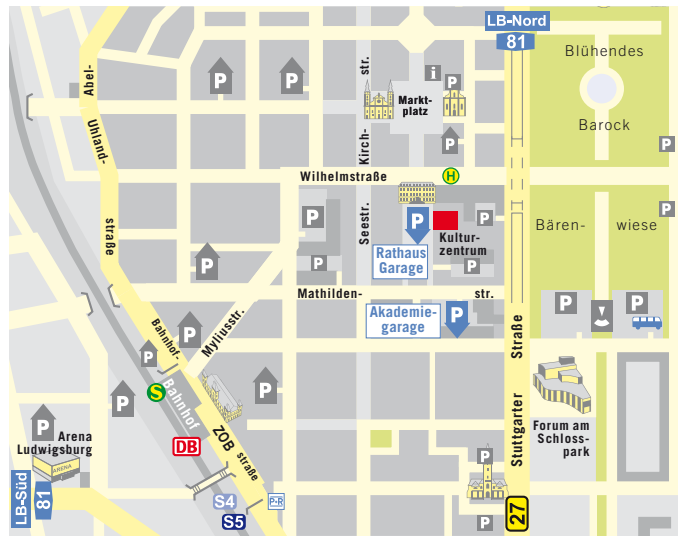 LB-Nord
81
Blühendes
Barock
Abel-
Uhland-
straße
P
P
Kirch-
str.
i
P
Markt-
platz
P
P
Wilhelmstraße
H
P
P
Seestr.
P
P
Kultur-
zentrum
Rathaus
Garage
P
P
P
Bären-
wiese
Mathilden-
str.
Akademie-
garage
P
P
P
P
Bahnhof-
straße
Myliusstr.
P
P
S
Bahnhof
P
P
P
Arena
Ludwigsburg
ARENA
LB-Süd
81
DB
ZOB
S4
S5
P+R
Stuttgarter
Straße
Forum am
Schloss-
park
P
P
27